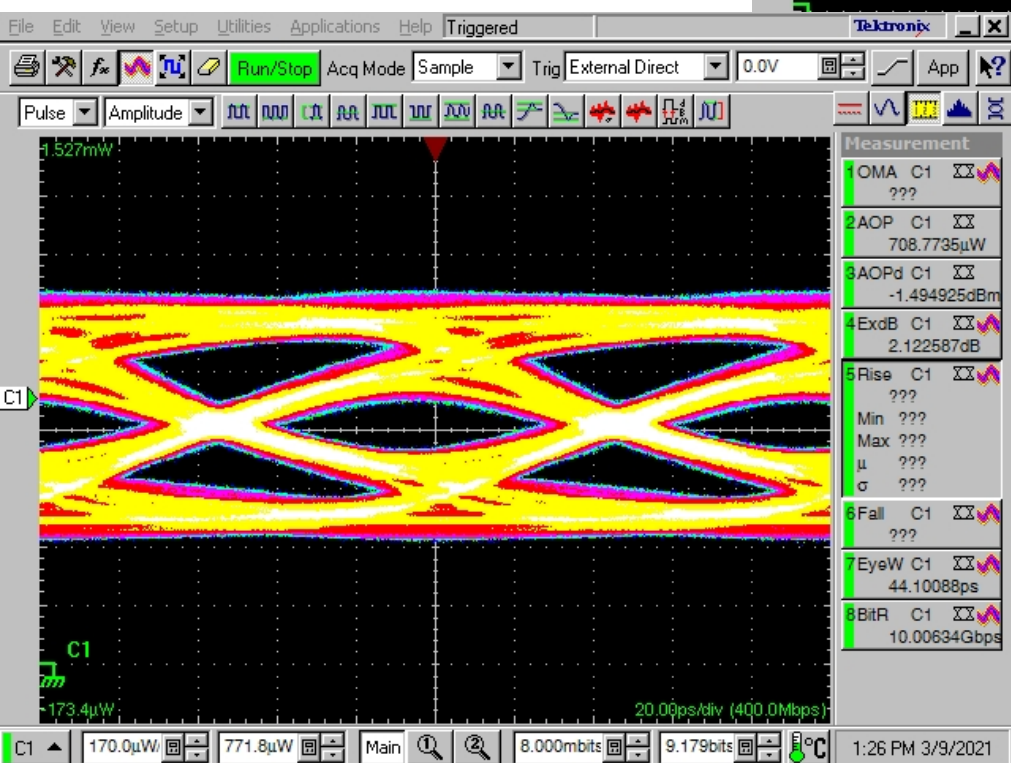 File Edit View Setup Utilities Applications Help Triggered Tektronix
Run/Stop Acq Mode Sample Trig External Direct 0.0V App
Pulse Amplitude
1.527mW
Measurement
1 OMA C1
???
2 AOP C1
708.7735µW
3 AOPd C1
-1.494925dBm
4 ExdB C1
2.122587dB
5 Rise C1
???
Min ???
Max ???
µ ???
σ ???
6 Fall C1
???
7 EyeW C1
44.10088ps
8 BitR C1
10.00634Gbps
C1
C1
-173.4µW
20.00ps/div (400.0Mbps)
C1 170.0µW/ 771.8µW Main 1 2 8.000mbits 9.179bits °C 1:26 PM 3/9/2021